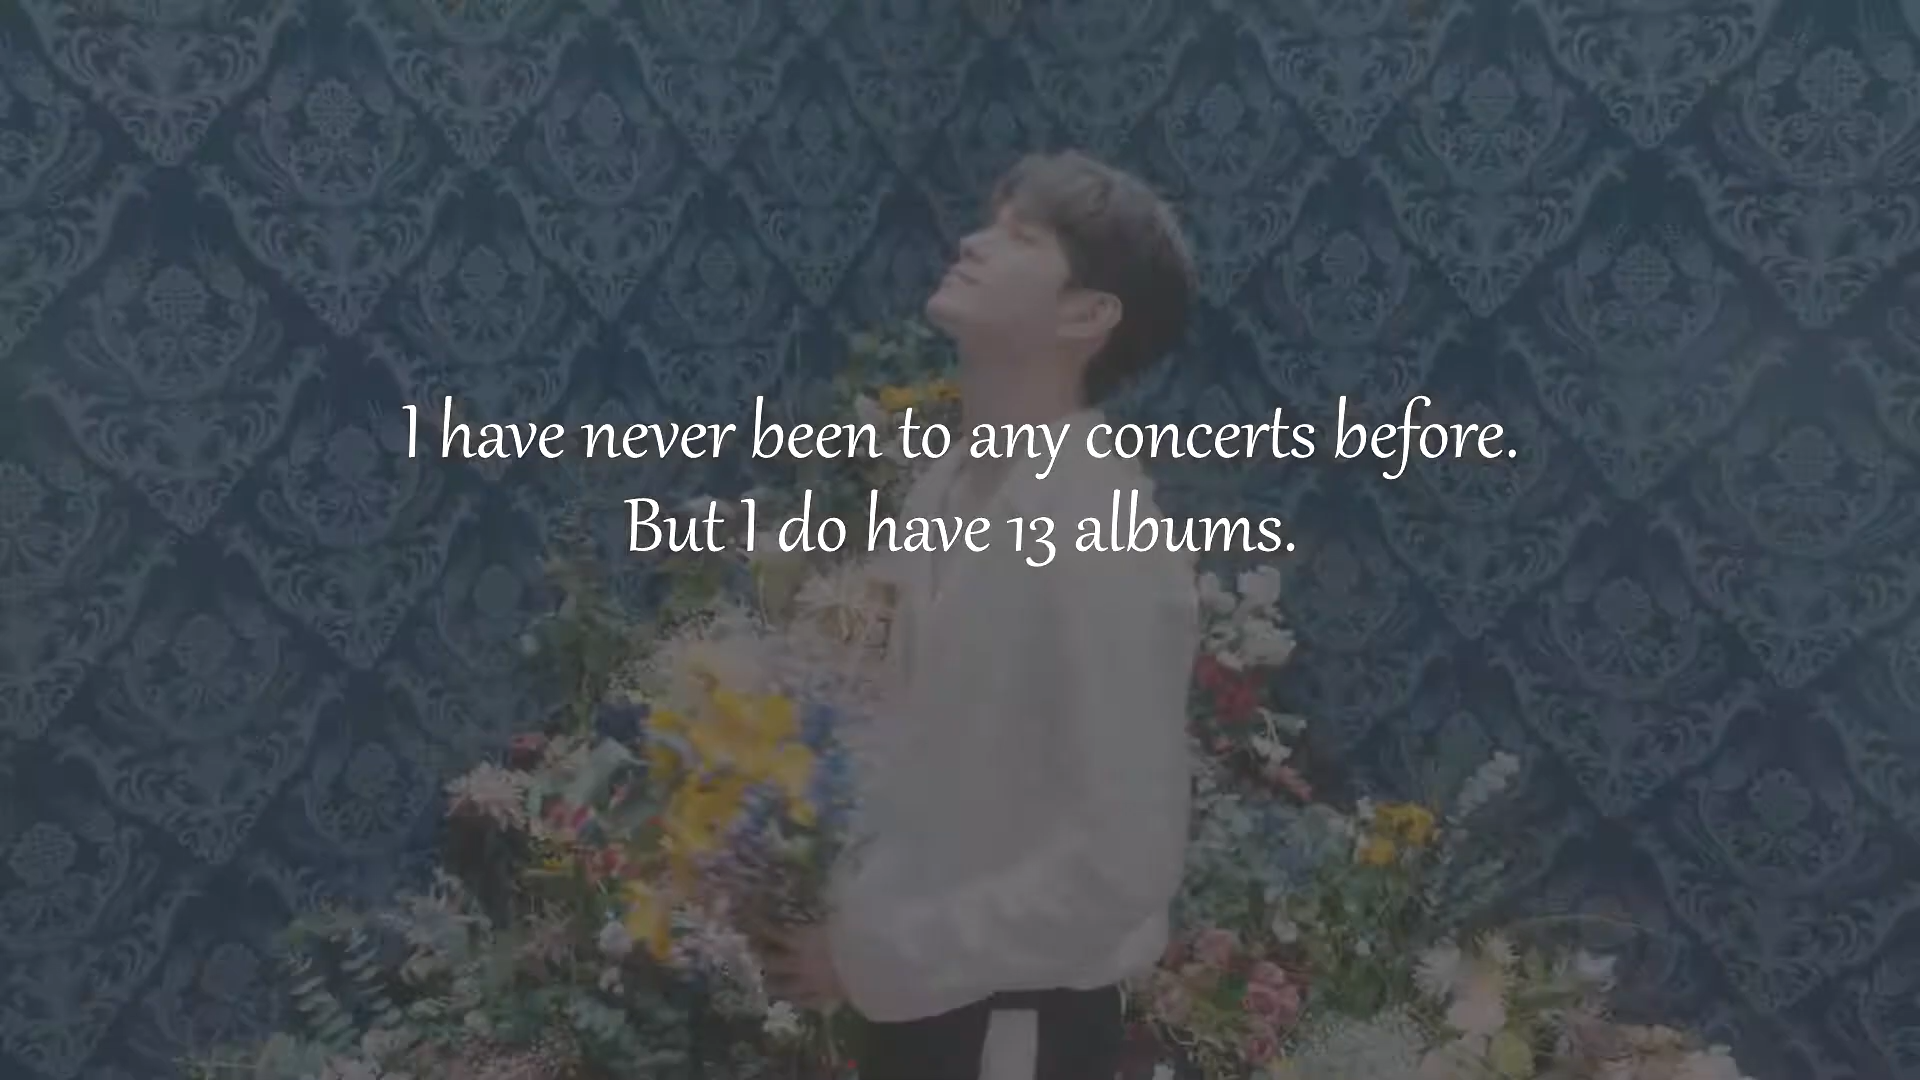 I have never been to any concerts before.
But I do have 13 albums.